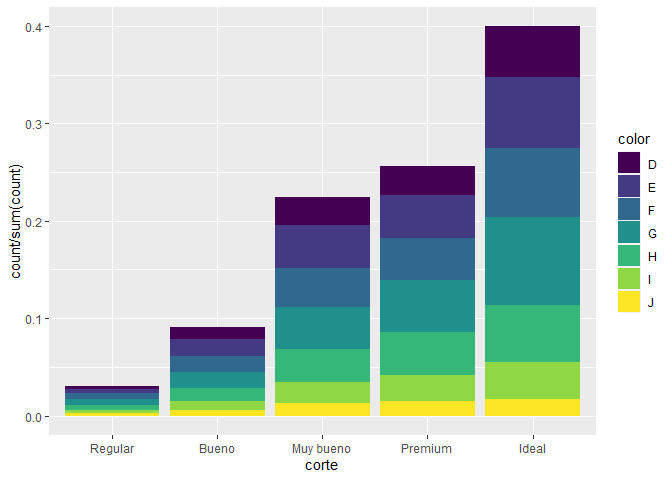 0.4
0.3
0.2
0.1
0.0
count/sum(count)
Regular
Bueno
Muy bueno
Premium
Ideal
corte
color
D
E
F
G
H
I
J